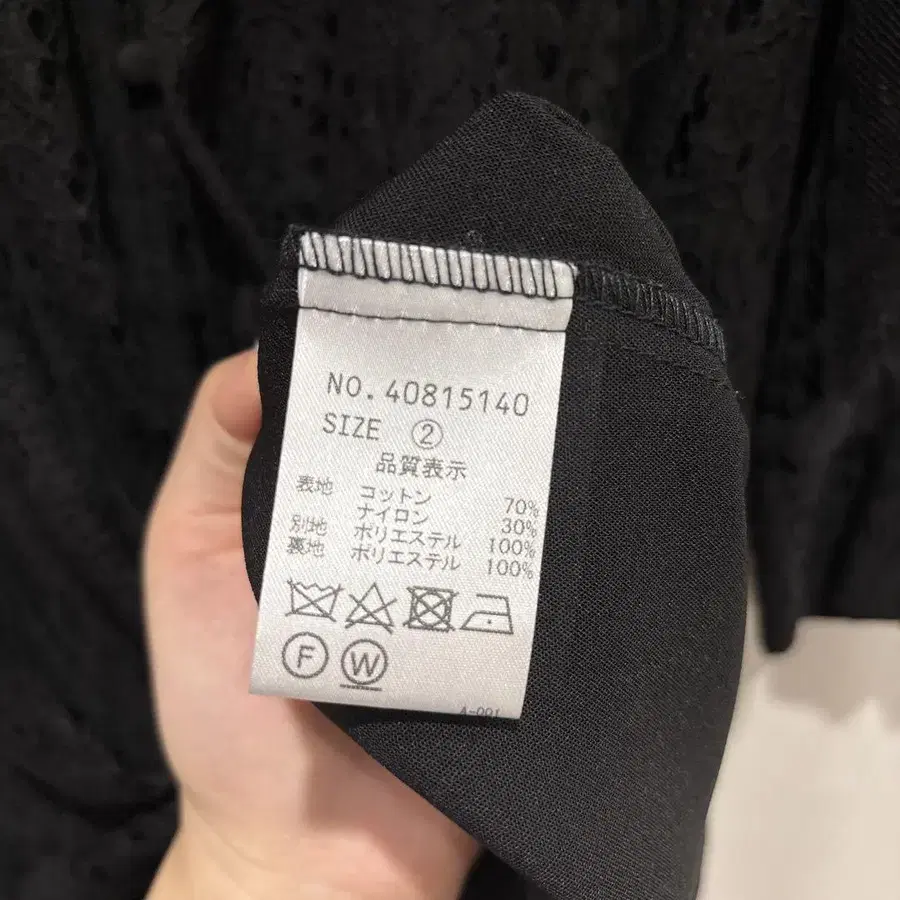 NO. 40815140
SIZE ②
品質表示
表地 コットン 70%
ナイロン 30%
別地 ポリエステル 100%
裏地 ポリエステル 100%
F W